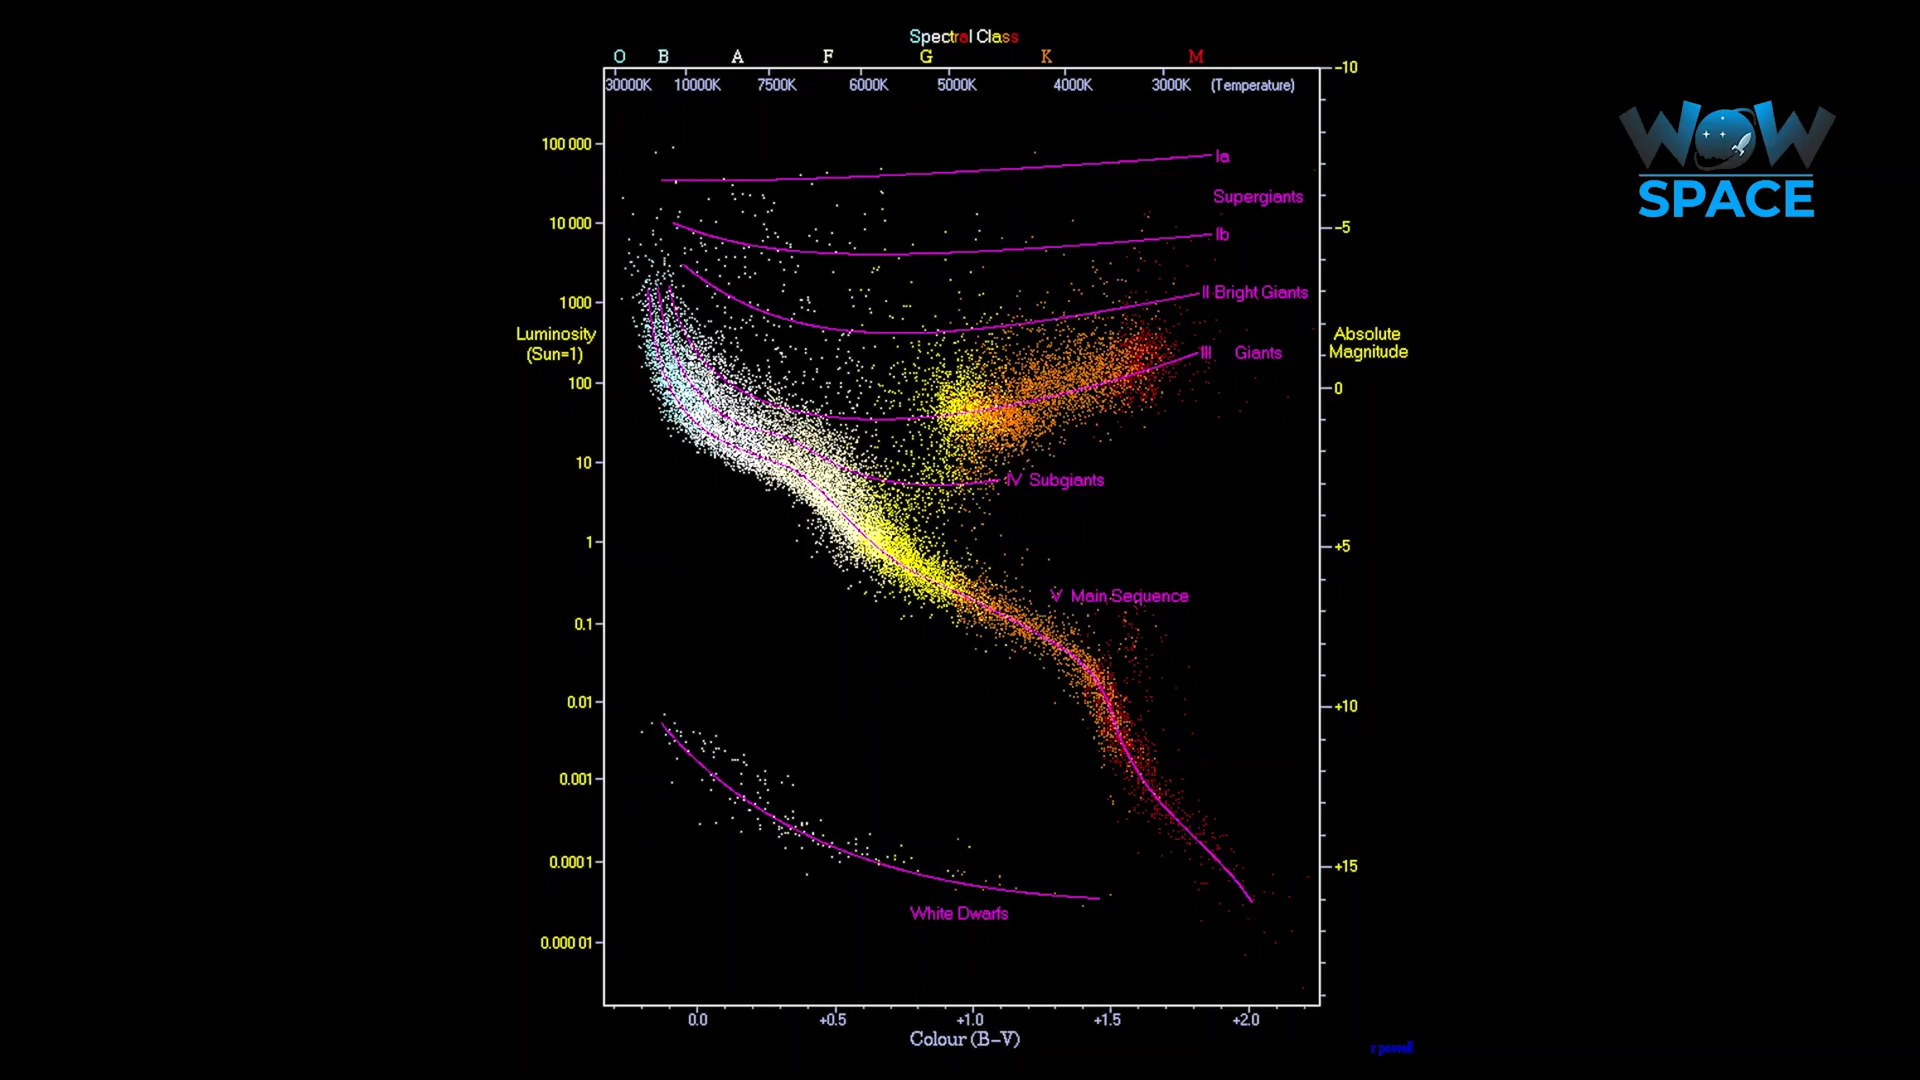 Spectral Class
O B A F G K M
30000K 10000K 7500K 6000K 5000K 4000K 3000K (Temperature)
-10
WOW
SPACE
100 000
Ia
Supergiants
10 000
-5
Ib
1000
II Bright Giants
Luminosity
(Sun=1)
Absolute
Magnitude
III Giants
100
0
10
IV Subgiants
1
+5
V Main Sequence
0.1
0.01
+10
0.001
0.0001
+15
White Dwarfs
0.000 01
0.0 +0.5 +1.0 +1.5 +2.0
Colour (B-V)
r powell